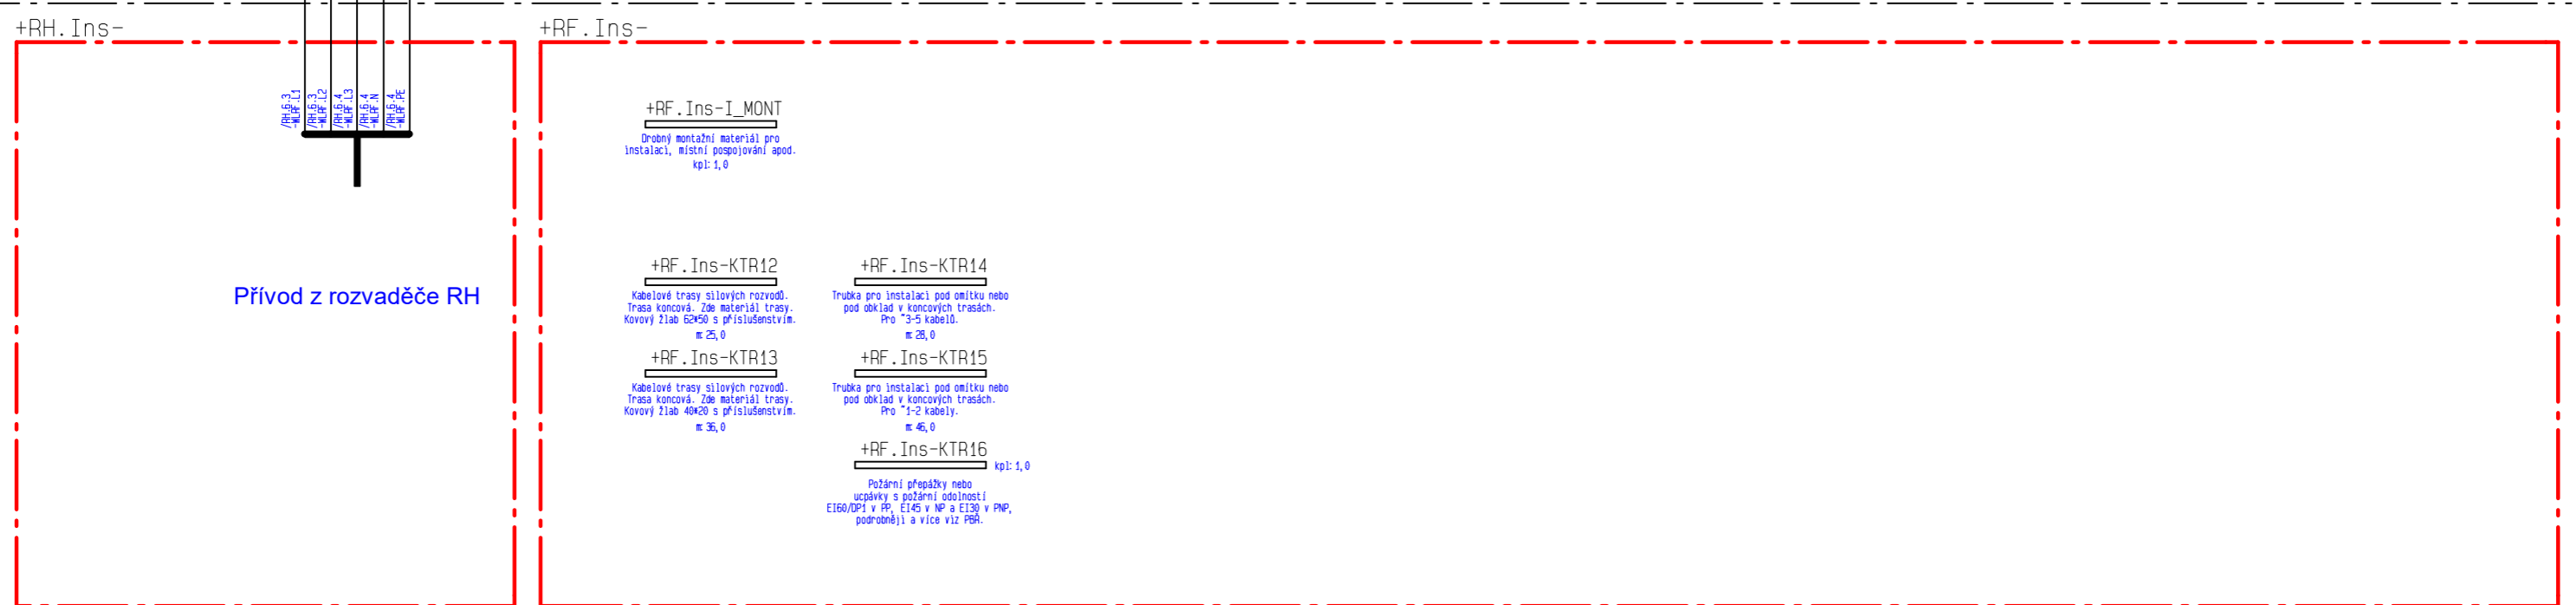 +RH.Ins-
+RF.Ins-
/RH.6.3
-WLRF.L1
/RH.6.3
-WLRF.L2
/RH.6.4
-WLRF.L3
/RH.6.4
-WLRF.N
/RH.6.4
-WLRF.PE
Přívod z rozvaděče RH
+RF.Ins-I_MONT
Drobný montažní materiál pro
instalaci, místní pospojování apod.
kpl: 1,0
+RF.Ins-KTR12
Kabelové trasy silových rozvodů.
Trasa koncová. Zde materiál trasy.
Kovový žlab 62*50 s příslušenstvím.
m: 25,0
+RF.Ins-KTR13
Kabelové trasy silových rozvodů.
Trasa koncová. Zde materiál trasy.
Kovový žlab 40*20 s příslušenstvím.
m: 36,0
+RF.Ins-KTR14
Trubka pro instalaci pod omítku nebo
pod obklad v koncových trasách.
Pro ~3-5 kabelů.
m: 28,0
+RF.Ins-KTR15
Trubka pro instalaci pod omítku nebo
pod obklad v koncových trasách.
Pro ~1-2 kabely.
m: 46,0
+RF.Ins-KTR16
kpl: 1,0
Požární přepážky nebo
ucpávky s požární odolností
EI60/DP1 v PP, EI45 v NP a EI30 v PNP,
podrobněji a více viz PBŘ.